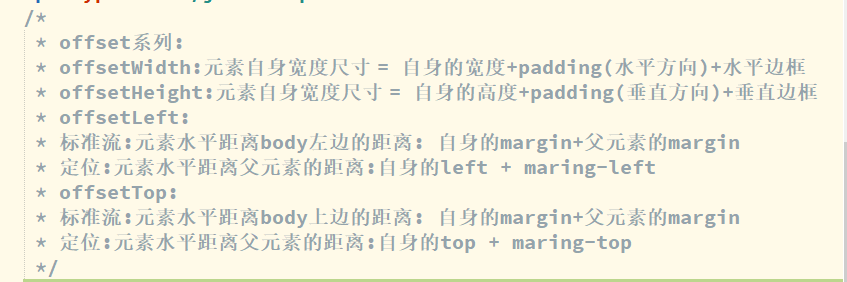 /*
* offset系列:
* offsetWidth:元素自身宽度尺寸 = 自身的宽度+padding(水平方向)+水平边框
* offsetHeight:元素自身宽度尺寸 = 自身的高度+padding(垂直方向)+垂直边框
* offsetLeft:
* 标准流:元素水平距离body左边的距离: 自身的margin+父元素的margin
* 定位:元素水平距离父元素的距离:自身的left + maring-left
* offsetTop:
* 标准流:元素水平距离body上边的距离: 自身的margin+父元素的margin
* 定位:元素水平距离父元素的距离:自身的top + maring-top
*/